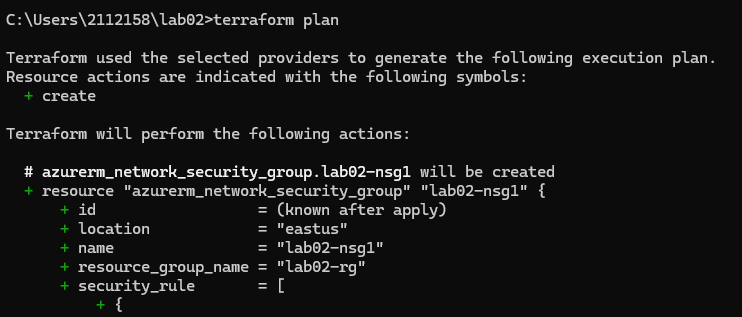 C:\Users\2112158\lab02>terraform plan
Terraform used the selected providers to generate the following execution plan.
Resource actions are indicated with the following symbols:
  + create
Terraform will perform the following actions:
  # azurerm_network_security_group.lab02-nsg1 will be created
  + resource "azurerm_network_security_group" "lab02-nsg1" {
      + id                  = (known after apply)
      + location            = "eastus"
      + name                = "lab02-nsg1"
      + resource_group_name = "lab02-rg"
      + security_rule       = [
          + {